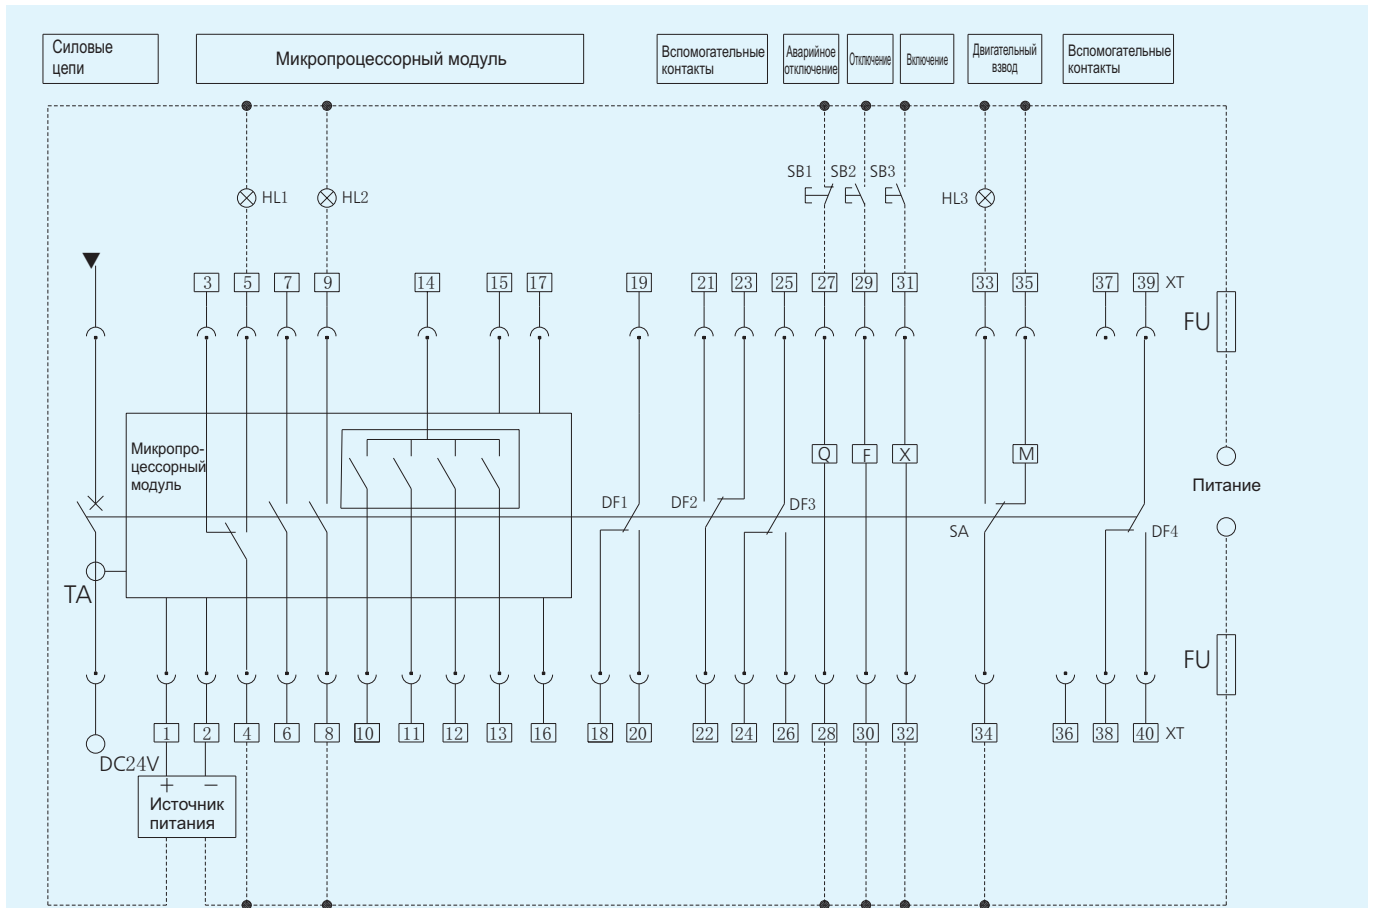 Силовые
цепи
Микропроцессорный модуль
Вспомогательные
контакты
Аварийное
отключение
Отключение
Включение
Двигательный
взвод
Вспомогательные
контакты
SB1 SB2 SB3
HL1 HL2 HL3
3 5 7 9 14 15 17 19 21 23 25 27 29 31 33 35 37 39 XT
FU
Микропро-
цессорный
модуль
Q F X M
Питание
DF1 DF2 DF3 SA DF4
TA
FU
1 2 4 6 8 10 11 12 13 16 18 20 22 24 26 28 30 32 34 36 38 40 XT
DC24V
+ −
Источник
питания